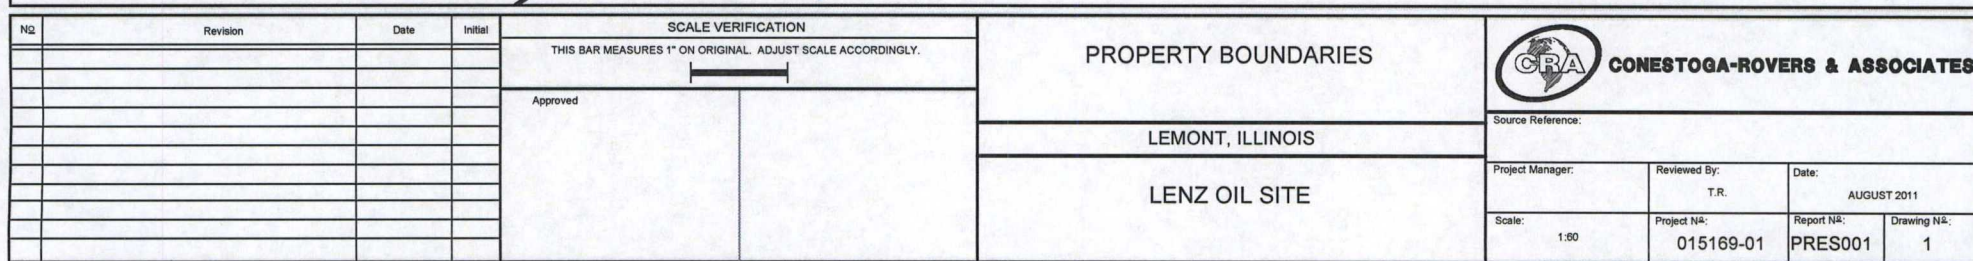 Nº Revision Date Initial
SCALE VERIFICATION
THIS BAR MEASURES 1" ON ORIGINAL. ADJUST SCALE ACCORDINGLY.
Approved
PROPERTY BOUNDARIES
LEMONT, ILLINOIS
LENZ OIL SITE
CRA
CONESTOGA-ROVERS & ASSOCIATES
Source Reference:
Project Manager: Reviewed By: Date:
T.R. AUGUST 2011
Scale: Project Nº: Report Nº: Drawing Nº:
1:60 015169-01 PRES001 1